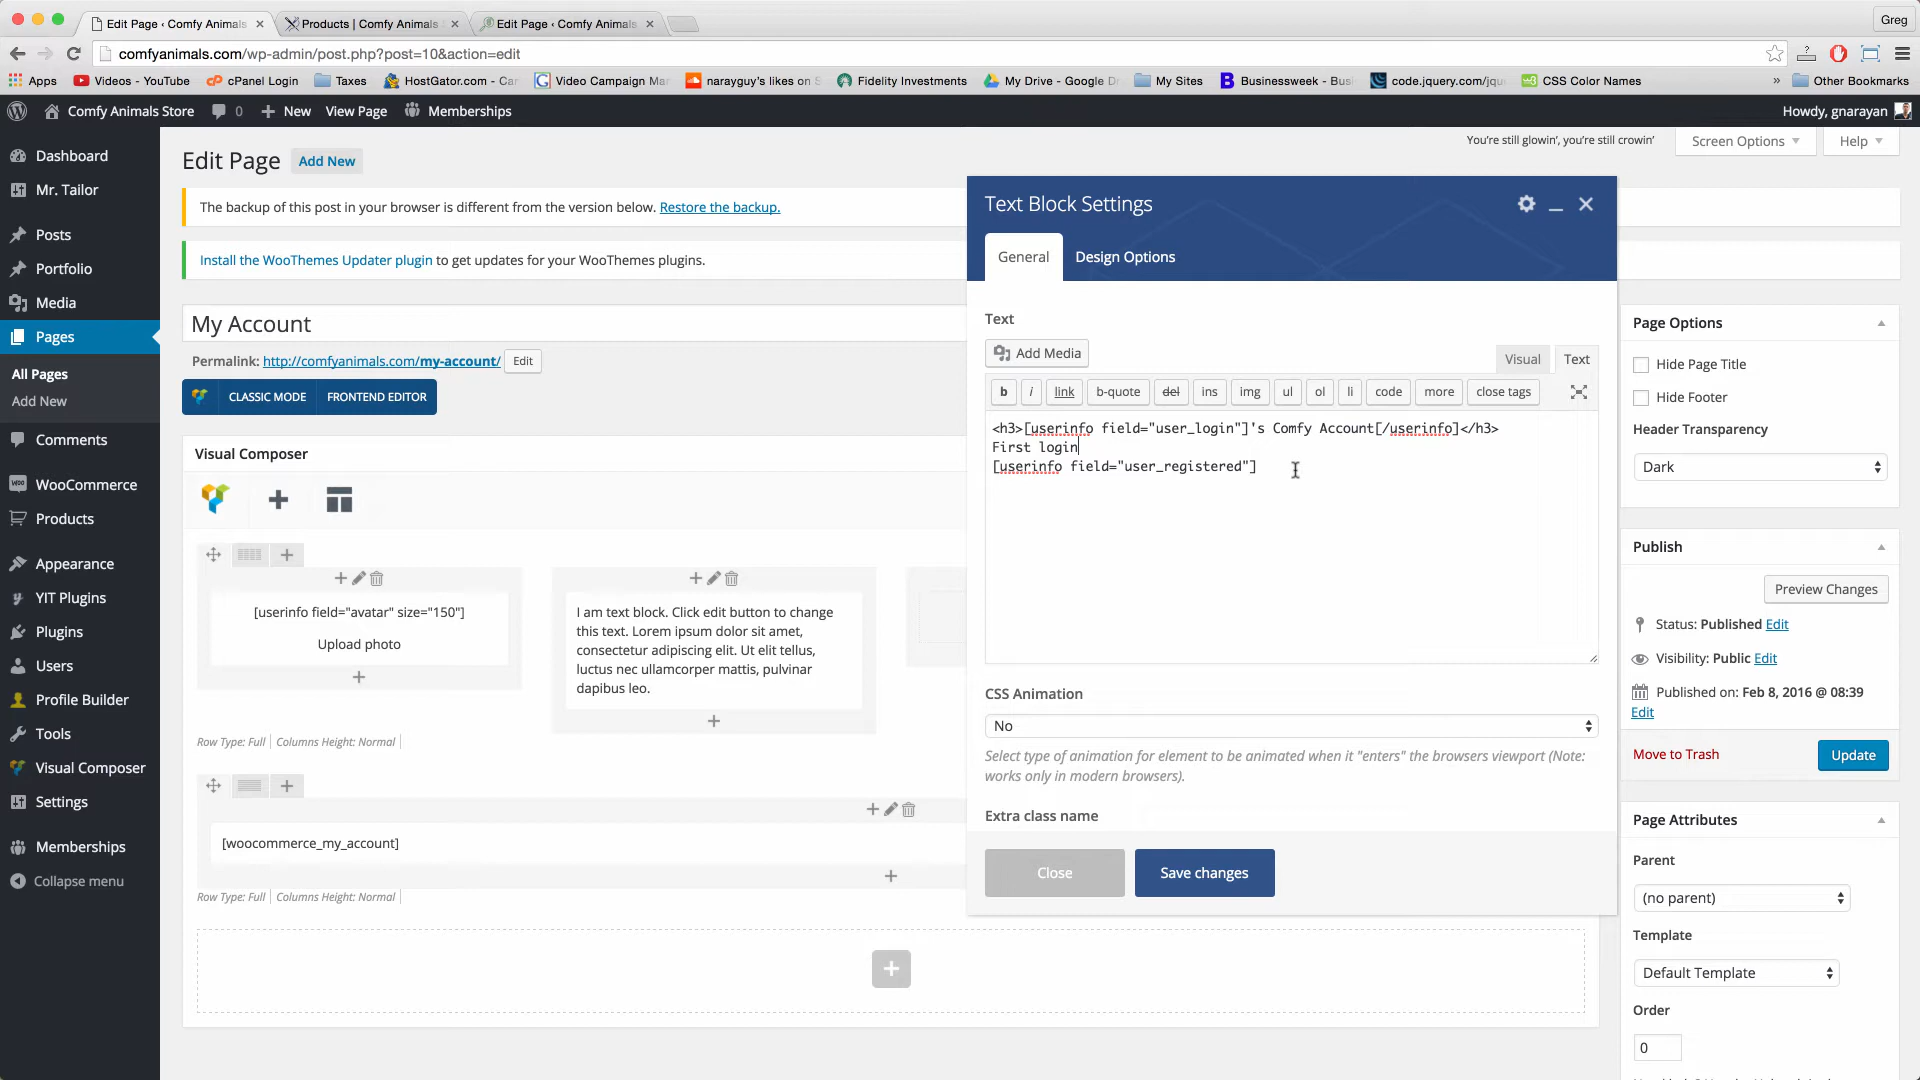 Edit Page ‹ Comfy Animals
Products | Comfy Animals
Edit Page ‹ Comfy Animals
Greg
comfyanimals.com/wp-admin/post.php?post=10&action=edit
Apps
Videos - YouTube
cPanel Login
Taxes
HostGator.com - Car
Video Campaign Mar
narayguy's likes on S
Fidelity Investments
My Drive - Google D
My Sites
Businessweek - Busi
code.jquery.com/jqu
CSS Color Names
»
Other Bookmarks
Comfy Animals Store
0
New
View Page
Memberships
Howdy, gnarayan
Dashboard
Mr. Tailor
Posts
Portfolio
Media
Pages
All Pages
Add New
Comments
WooCommerce
Products
Appearance
YIT Plugins
Plugins
Users
Profile Builder
Tools
Visual Composer
Settings
Memberships
Collapse menu
You're still glowin', you're still crowin'
Screen Options
Help
Edit Page
Add New
The backup of this post in your browser is different from the version below. Restore the backup.
Install the WooThemes Updater plugin to get updates for your WooThemes plugins.
My Account
Permalink: http://comfyanimals.com/my-account/
Edit
CLASSIC MODE
FRONTEND EDITOR
Visual Composer
[userinfo field="avatar" size="150"]
Upload photo
I am text block. Click edit button to change
this text. Lorem ipsum dolor sit amet,
consectetur adipiscing elit. Ut elit tellus,
luctus nec ullamcorper mattis, pulvinar
dapibus leo.
Row Type: Full
Columns Height: Normal
[woocommerce_my_account]
Row Type: Full
Columns Height: Normal
Text Block Settings
General
Design Options
Text
Add Media
Visual
Text
b
i
link
b-quote
del
ins
img
ul
ol
li
code
more
close tags
<h3>[userinfo field="user_login"]'s Comfy Account[/userinfo]</h3>
First login
[userinfo field="user_registered"]
CSS Animation
No
Select type of animation for element to be animated when it "enters" the browsers viewport (Note:
works only in modern browsers).
Extra class name
Close
Save changes
Page Options
Hide Page Title
Hide Footer
Header Transparency
Dark
Publish
Preview Changes
Status: Published Edit
Visibility: Public Edit
Published on: Feb 8, 2016 @ 08:39
Edit
Move to Trash
Update
Page Attributes
Parent
(no parent)
Template
Default Template
Order
0